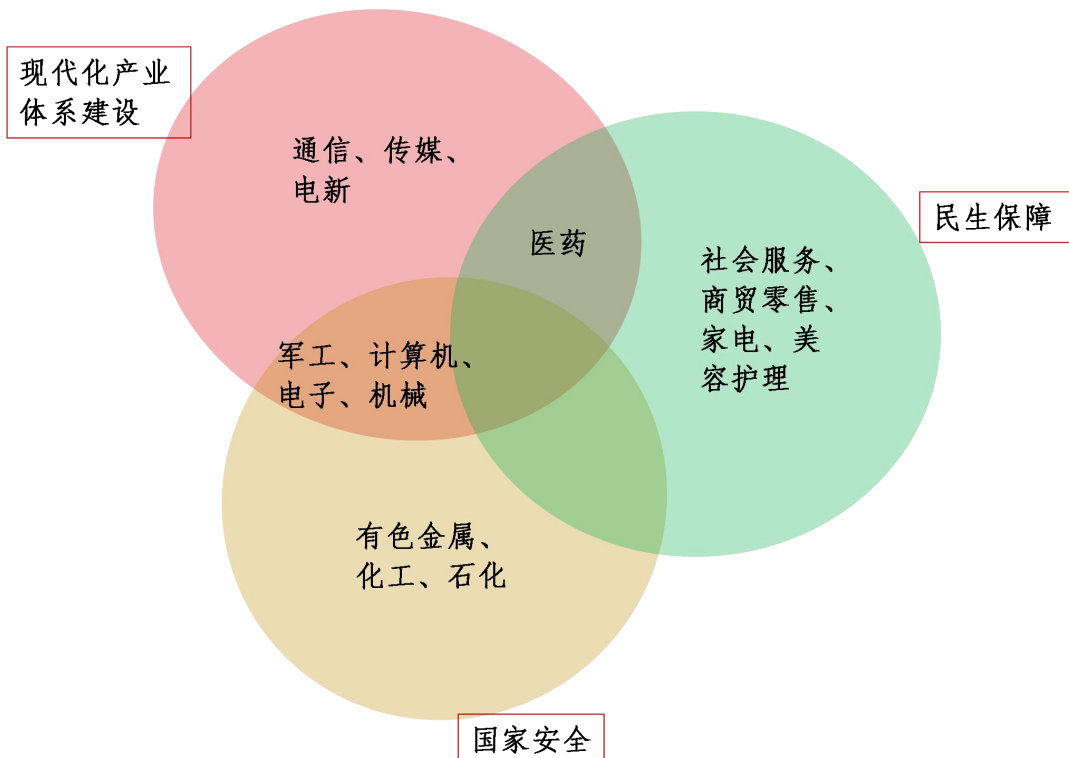 现代化产业
体系建设
通信、传媒、
电新
民生保障
医药
社会服务、
商贸零售、
家电、美
容护理
军工、计算机、
电子、机械
有色金属、
化工、石化
国家安全